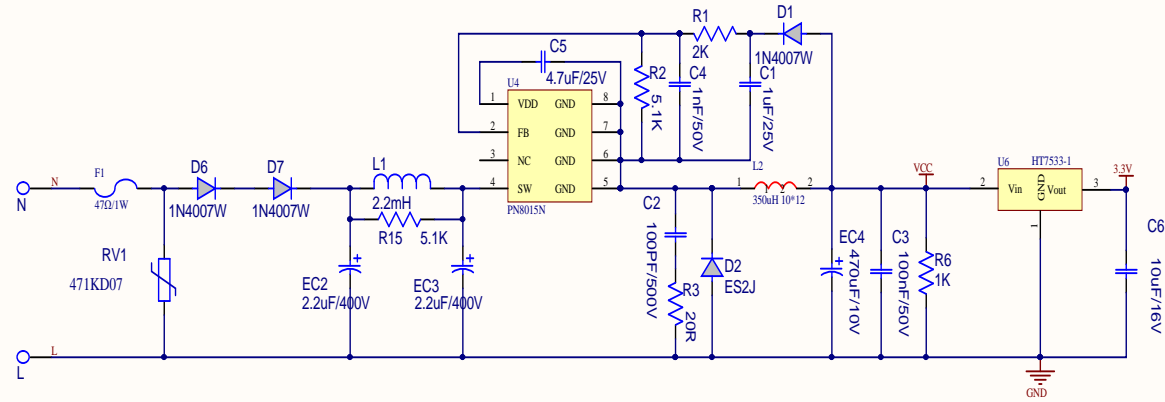 R1
2K
D1
1N4007W
C5
4.7uF/25V
R2
5.1K
C4
1nF/50V
C1
1uF/25V
U4
1 VDD GND 8
2 FB GND 7
3 NC GND 6
4 SW GND 5
PN8015N
N
N
F1
47Ω/1W
D6
1N4007W
D7
1N4007W
L1
2.2mH
R15 5.1K
RV1
471KD07
EC2
2.2uF/400V
EC3
2.2uF/400V
C2
100PF/500V
R3
20R
D2
ES2J
L2
1 1 2 2
350uH 10*12
EC4
470uF/10V
C3
100nF/50V
VCC
R6
1K
U6 HT7533-1
2 Vin GND Vout 3
1
3.3V
C6
10uF/16V
L
L
GND